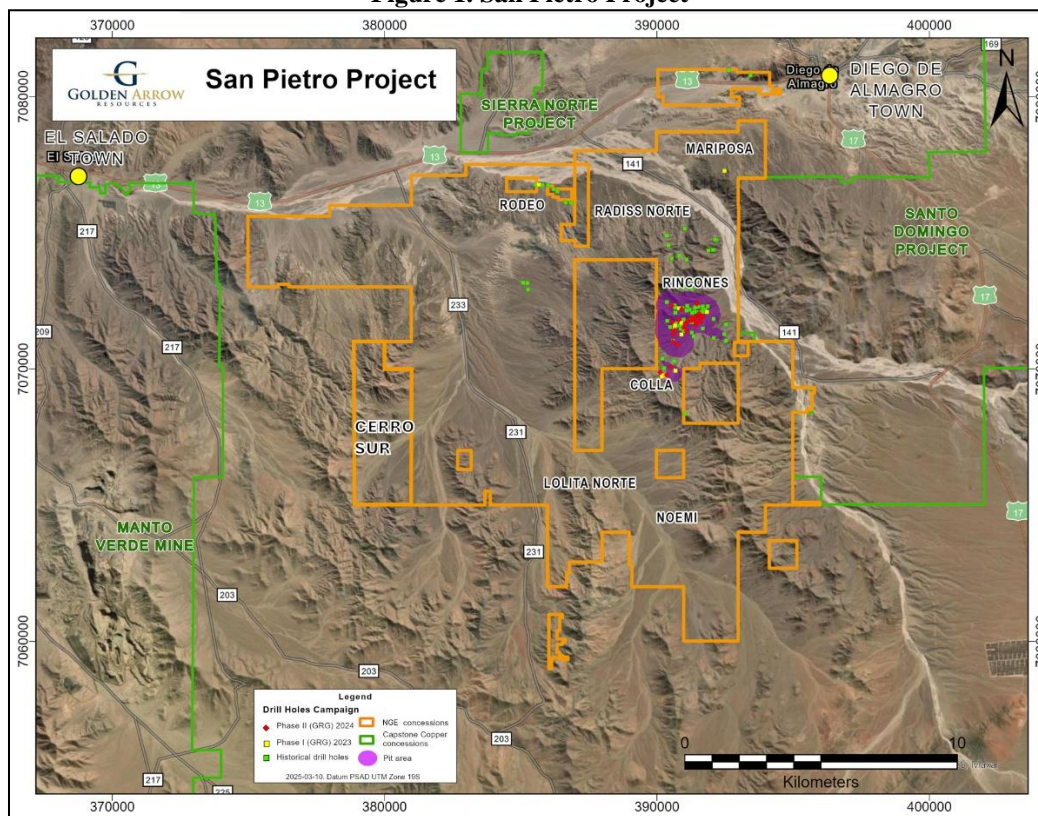 Figure 1. San Pietro Project
370000
380000
390000
400000
GOLDEN ARROW
RESOURCES
San Pietro Project
N
169
7080000
SIERRA NORTE
PROJECT
13
Diego de
Almagro
DIEGO DE
ALMAGRO
TOWN
EL SALADO
TOWN
13
141
MARIPOSA
17
13
13
RODEO
RADISS NORTE
217
SANTO
DOMINGO
PROJECT
RINCONES
233
17
209
217
141
7070000
7070000
COLLA
CERRO
SUR
231
LOLITA NORTE
NOEMI
MANTO
VERDE MINE
17
231
203
7060000
203
203
217
225
Legend
Drill Holes Campaign
Phase II (GRG) 2024
Phase I (GRG) 2023
Historical drill holes
NGE concessions
Capstone Copper
concessions
Pit area
2025-03-10. Datum PSAD UTM Zone 19S
0
10
Kilometers
370000
380000
390000
400000